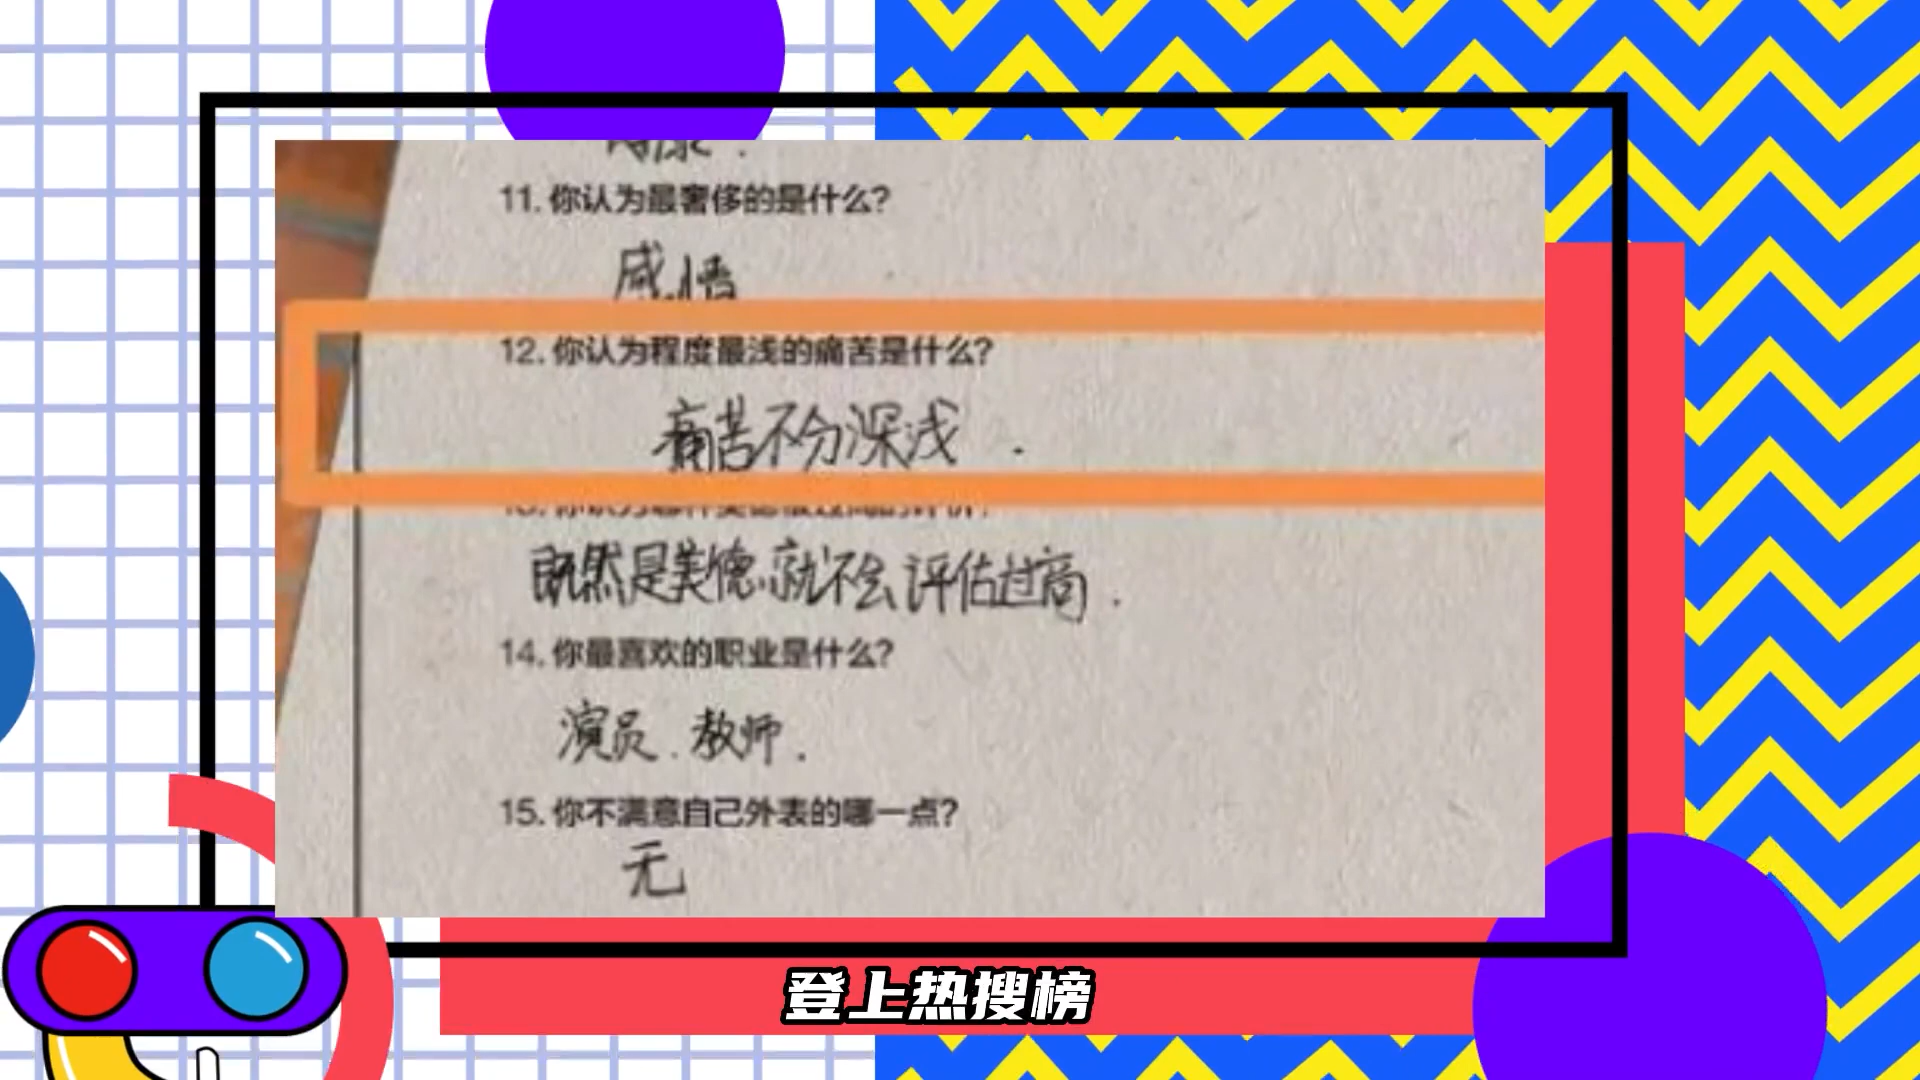 11. 你认为最奢侈的是什么?
感悟
12. 你认为程度最浅的痛苦是什么?
痛苦不分深浅.
既然是美德.就不会评估过高.
14. 你最喜欢的职业是什么?
演员.教师.
15. 你不满意自己外表的哪一点?
无
登上热搜榜